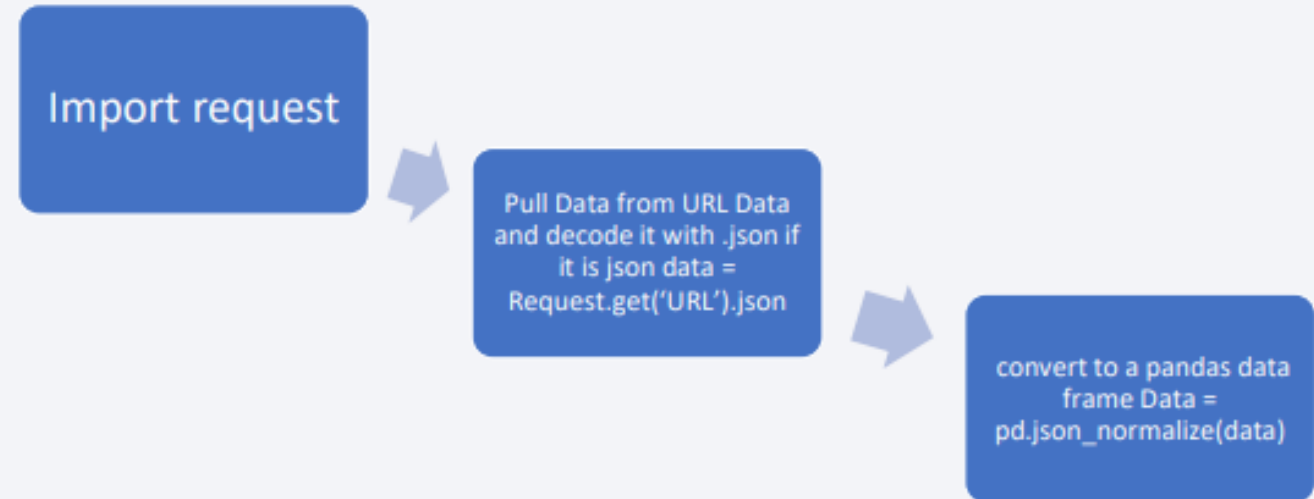 Import request
Pull Data from URL Data
and decode it with .json if
it is json data =
Request.get(‘URL’).json
convert to a pandas data
frame Data =
pd.json_normalize(data)